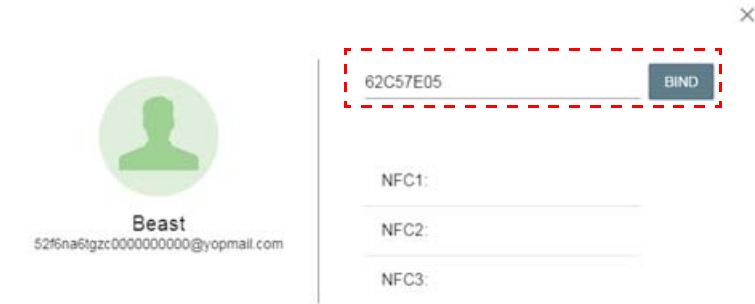 62C57E05
BIND
NFC1:
NFC2:
NFC3:
Beast
52f6na6tgzc0000000000@yopmail.com